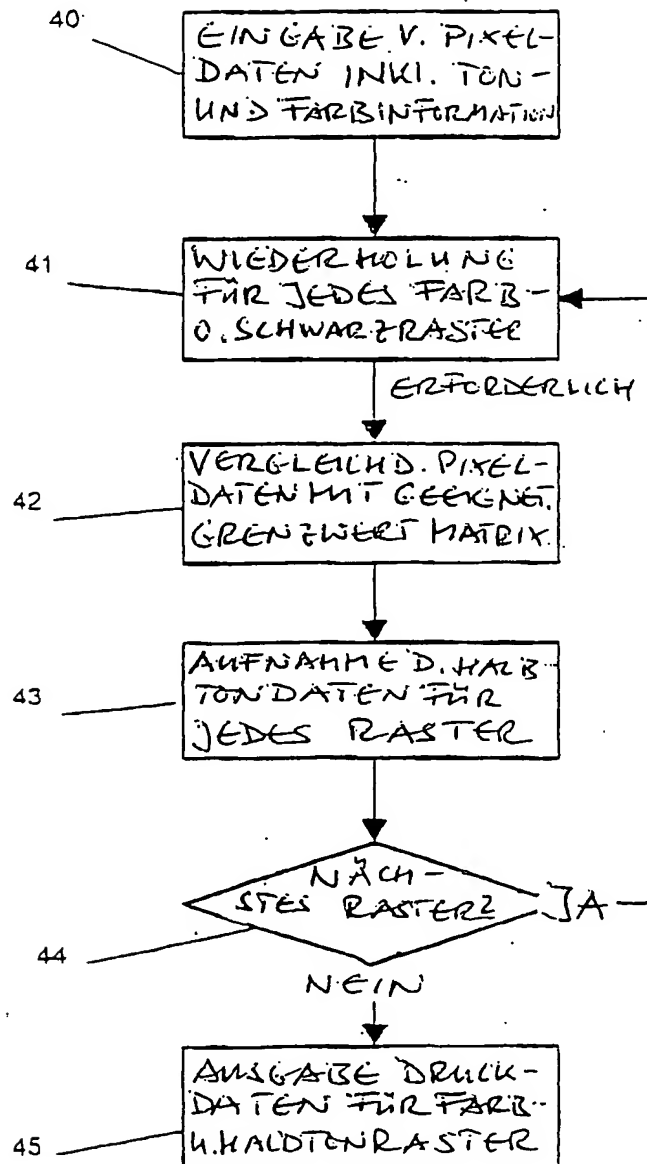 40
EINGABE V. PIXEL-
DATEN INKl. TON-
UND FARBINFORMATION
41
WIEDERHOLUNG
FÜR JEDES FARB-
O. SCHWARZRASTER
ERFORDERLICH
42
VERGLEICH D. PIXEL-
DATEN MIT GEEIGNET.
GRENZWERT MATRIX.
43
AUFNAHME D. HALB
TONDATEN FÜR
JEDES RASTER
44
NÄCH-
STES RASTER?
JA
NEIN
45
AUSGABE DRUCK-
DATEN FÜR FARB-
U. HALDTONRASTER